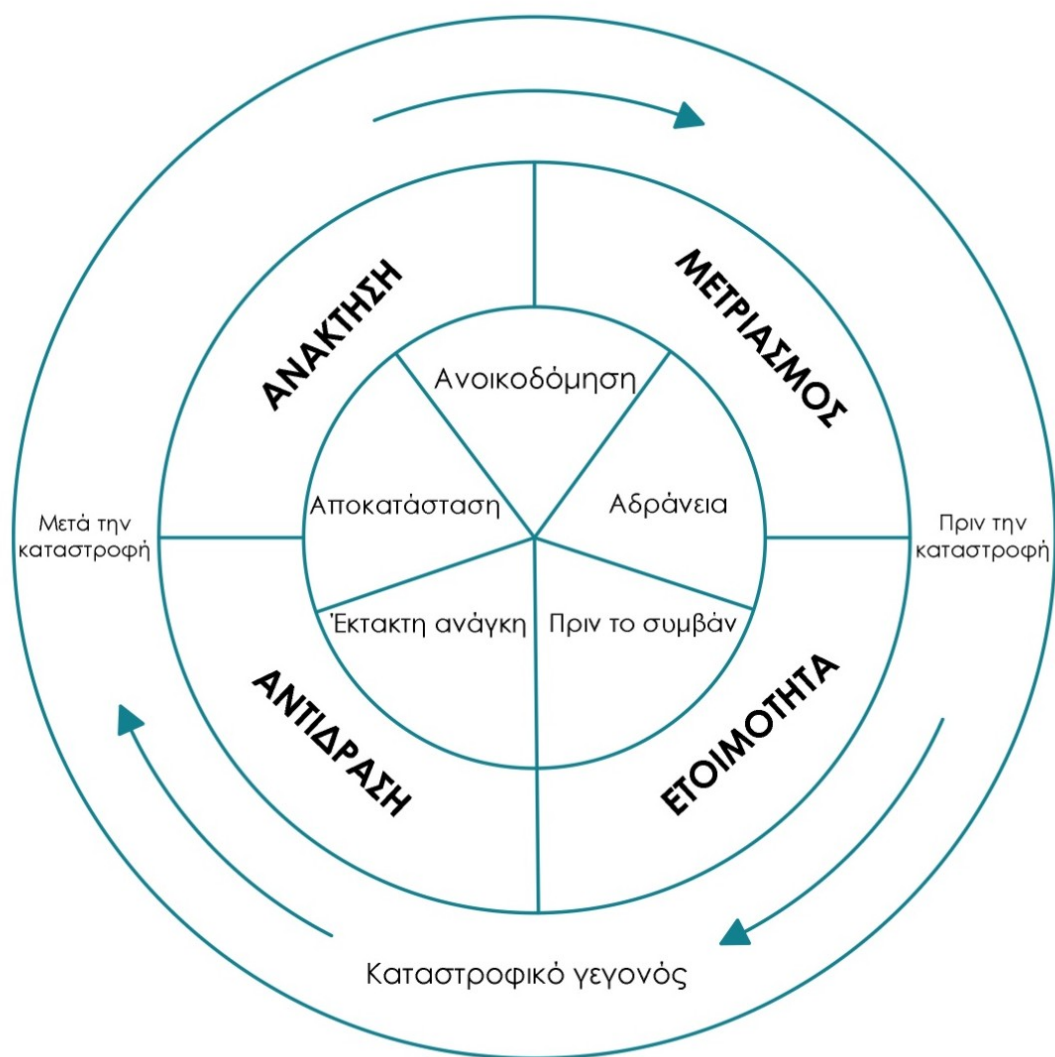 ΑΝΑΚΤΗΣΗ
ΜΕΤΡΙΑΣΜΟΣ
Ανοικοδόμηση
Αποκατάσταση
Αδράνεια
Μετά την
καταστροφή
Πριν την
καταστροφή
Έκτακτη ανάγκη
Πριν το συμβάν
ΑΝΤΙΔΡΑΣΗ
ΕΤΟΙΜΟΤΗΤΑ
Καταστροφικό γεγονός